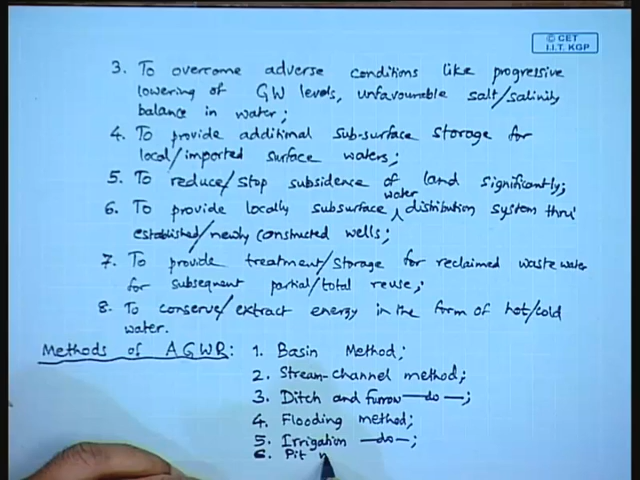 © CET
I.I.T. KGP
3. To overcome adverse conditions like progressive
lowering of GW levels, unfavourable salt/salinity
balance in water;
4. To provide additional sub-surface storage for
local/imported surface waters;
5. To reduce/stop subsidence of land significantly;
water
6. To provide locally subsurface ^ distribution system thru
established/newly constructed wells;
7. To provide treatment/storage for reclaimed waste water
for subsequent partial/total reuse;
8. To conserve/extract energy in the form of hot/cold
water.
Methods of AGWR: 1. Basin Method;
2. Stream-channel method;
3. Ditch and furrow —do—;
4. Flooding method;
5. Irrigation —do—;
6. Pit